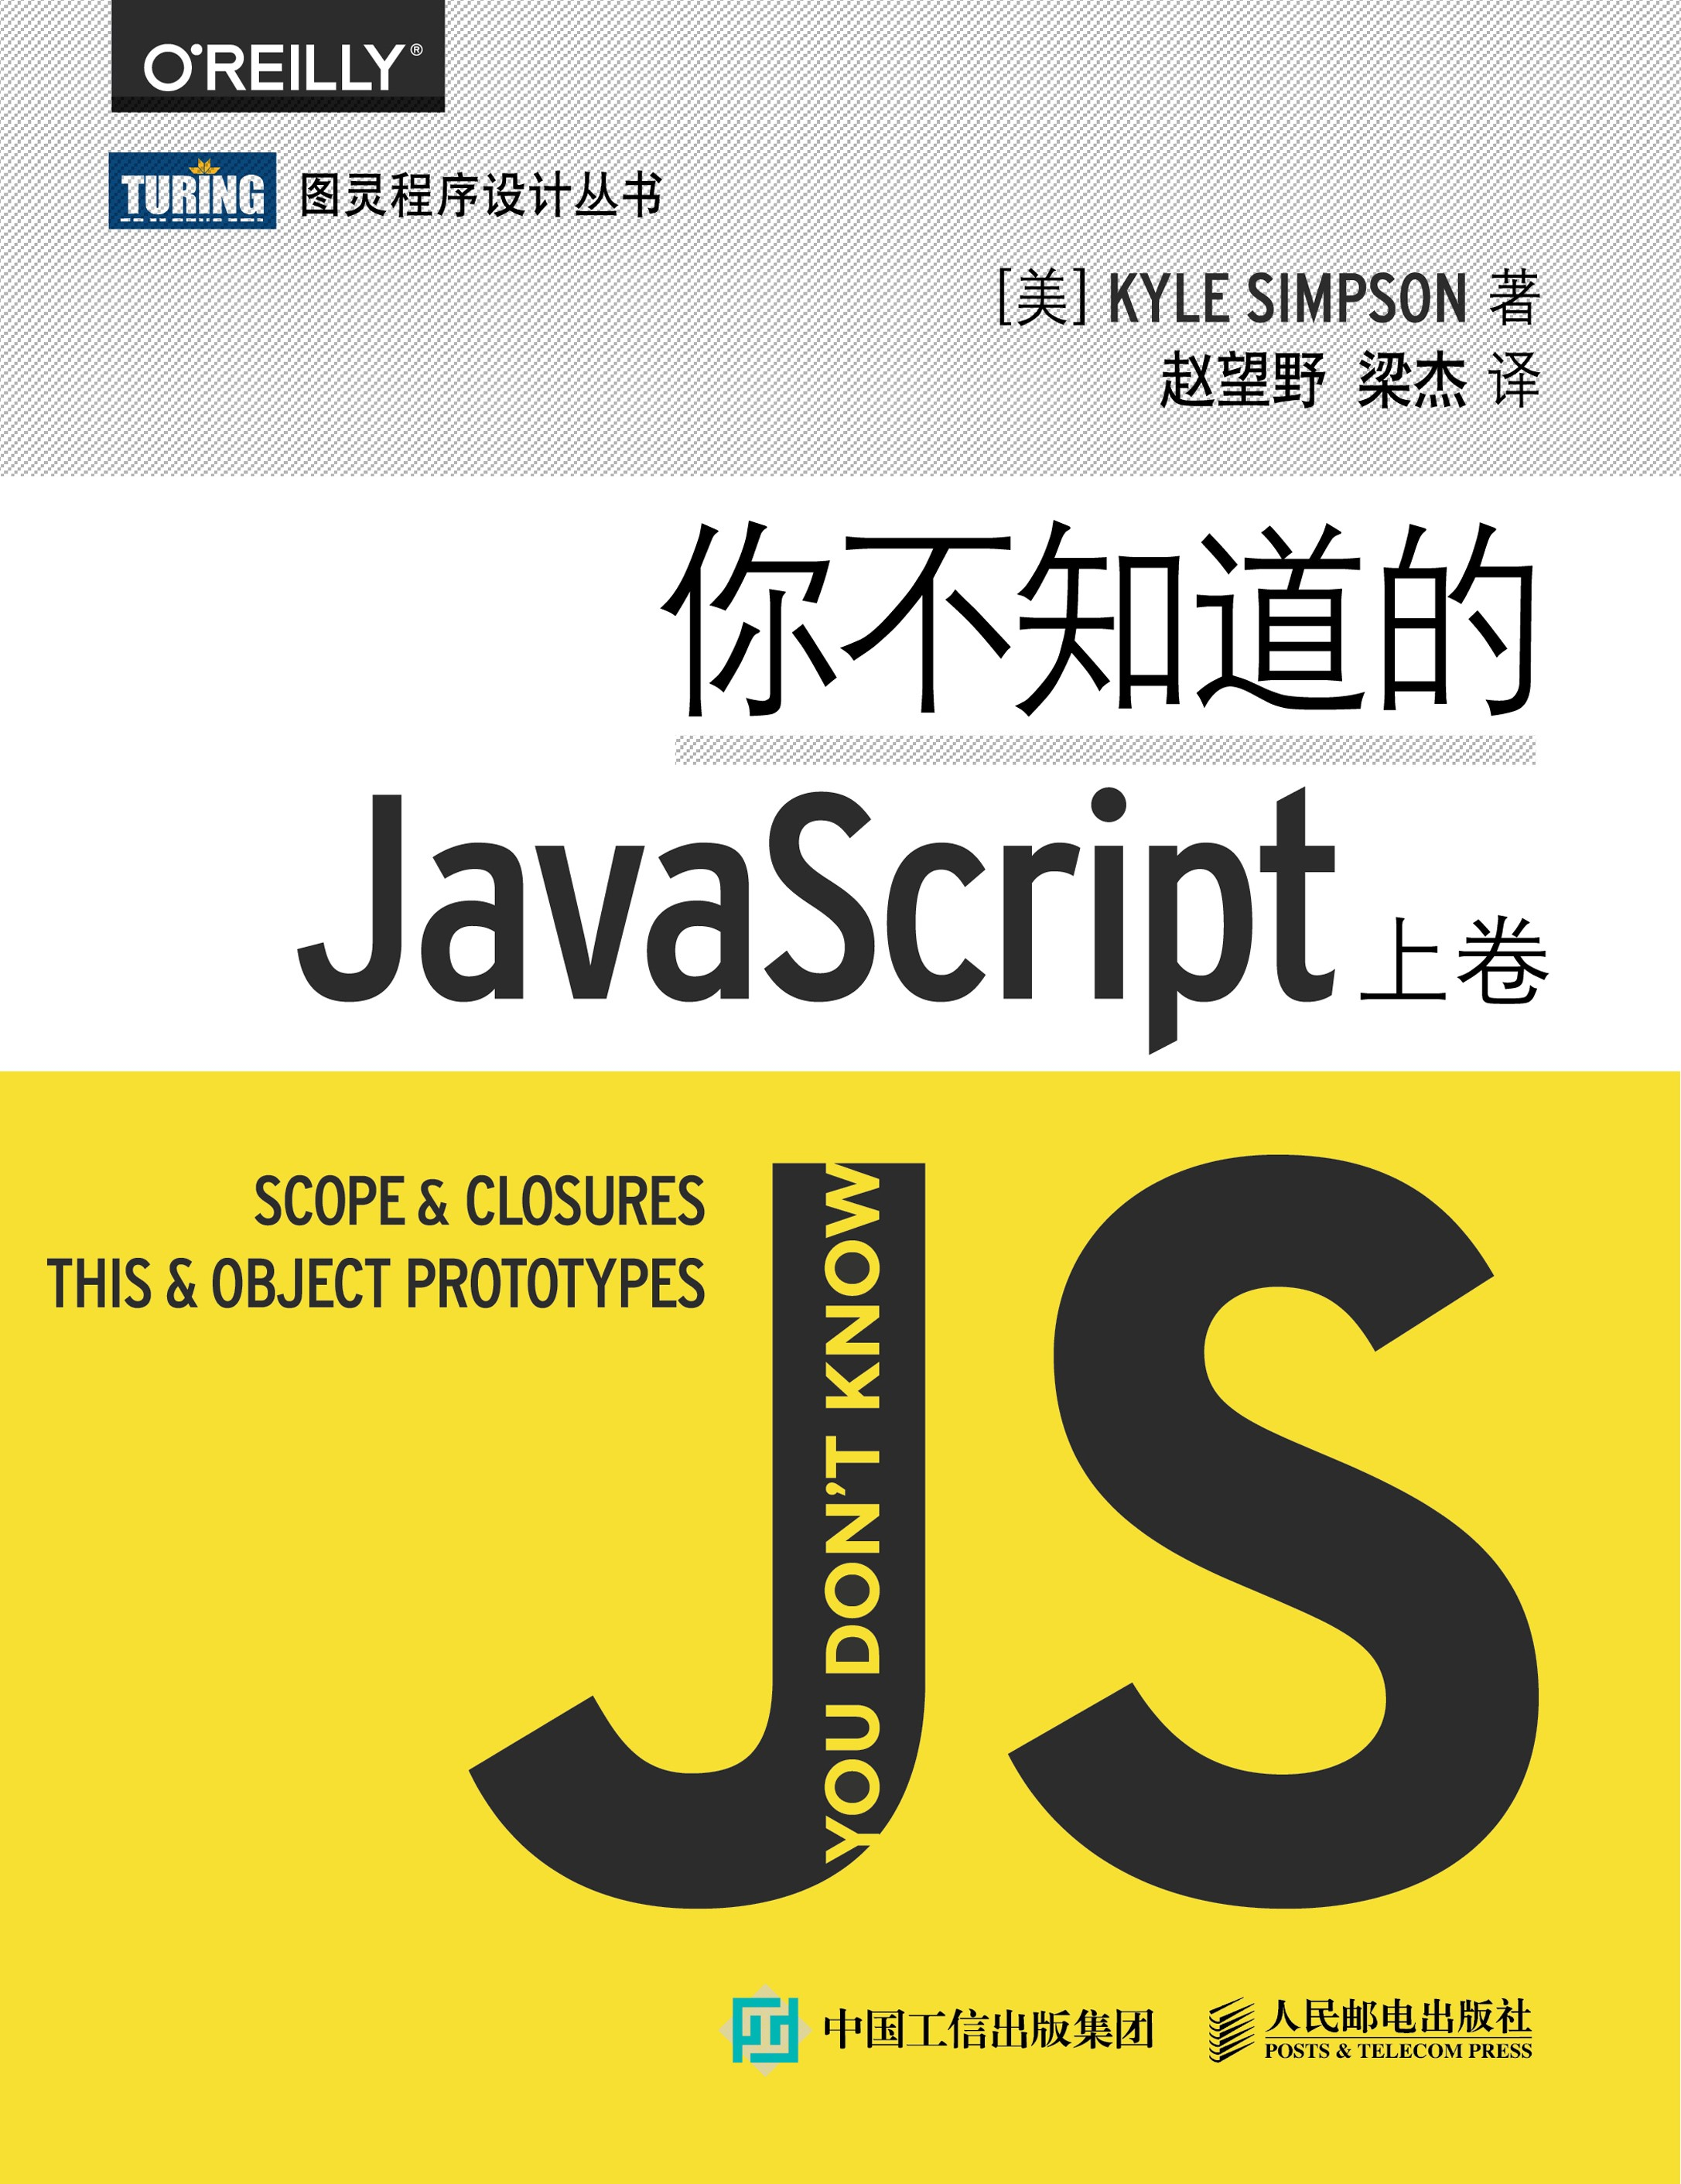 O'REILLY®
TURING 图灵程序设计丛书
[美] KYLE SIMPSON 著
赵望野 梁杰 译
你不知道的
JavaScript 上卷
SCOPE & CLOSURES
THIS & OBJECT PROTOTYPES
YOU DON'T KNOW
JS
中国工信出版集团
人民邮电出版社
POSTS & TELECOM PRESS